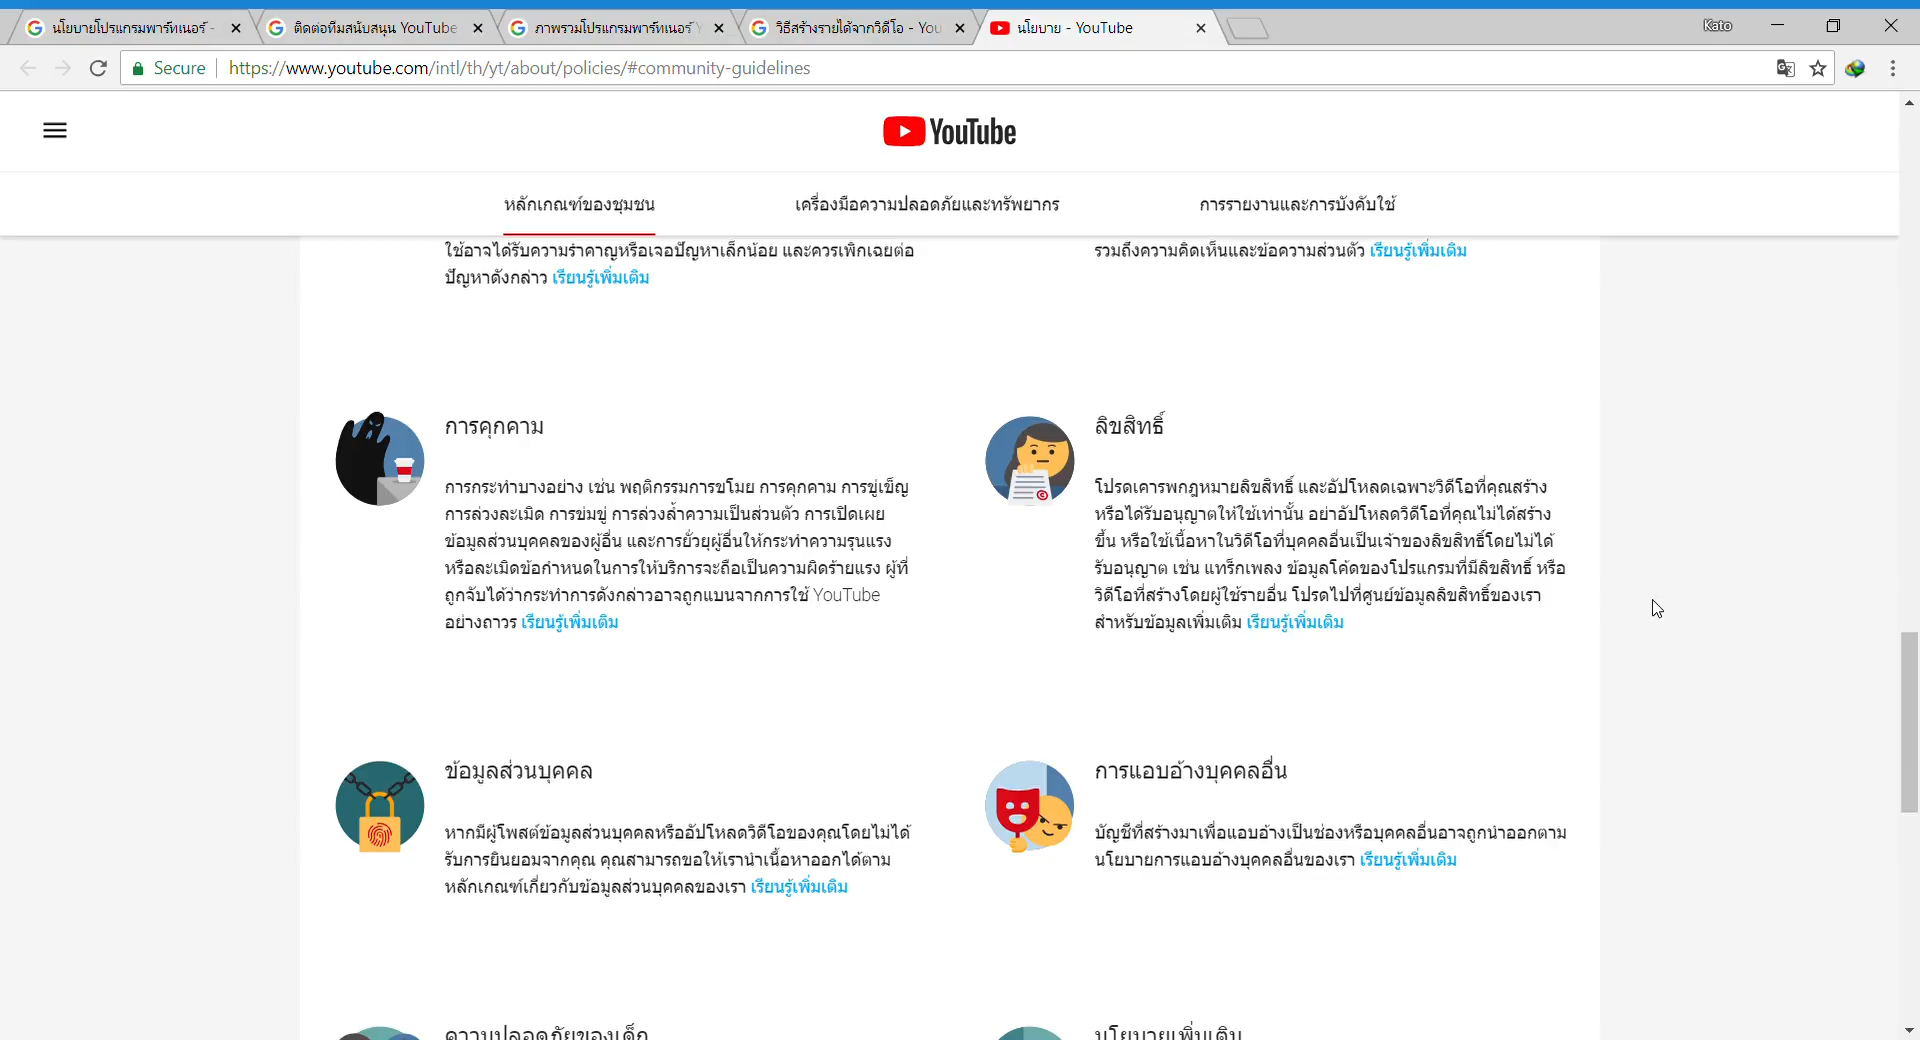 นโยบายโปรแกรมพาร์ทเนอร์ -
ติดต่อทีมสนับสนุน YouTube
ภาพรวมโปรแกรมพาร์ทเนอร์ Y
วิธีสร้างรายได้จากวิดีโอ - You
นโยบาย - YouTube
Kato
Secure
https://www.youtube.com/intl/th/yt/about/policies/#community-guidelines
YouTube
หลักเกณฑ์ของชุมชน
เครื่องมือความปลอดภัยและทรัพยากร
การรายงานและการบังคับใช้
ใช้อาจได้รับความรำคาญหรือเจอปัญหาเล็กน้อย และควรเพิกเฉยต่อ
ปัญหาดังกล่าว เรียนรู้เพิ่มเติม
รวมถึงความคิดเห็นและข้อความส่วนตัว เรียนรู้เพิ่มเติม
การคุกคาม
การกระทำบางอย่าง เช่น พฤติกรรมการขโมย การคุกคาม การขู่เข็ญ
การล่วงละเมิด การข่มขู่ การล่วงล้ำความเป็นส่วนตัว การเปิดเผย
ข้อมูลส่วนบุคคลของผู้อื่น และการยั่วยุผู้อื่นให้กระทำความรุนแรง
หรือละเมิดข้อกำหนดในการให้บริการจะถือเป็นความผิดร้ายแรง ผู้ที่
ถูกจับได้ว่ากระทำการดังกล่าวอาจถูกแบนจากการใช้ YouTube
อย่างถาวร เรียนรู้เพิ่มเติม
ลิขสิทธิ์
โปรดเคารพกฎหมายลิขสิทธิ์ และอัปโหลดเฉพาะวิดีโอที่คุณสร้าง
หรือได้รับอนุญาตให้ใช้เท่านั้น อย่าอัปโหลดวิดีโอที่คุณไม่ได้สร้าง
ขึ้น หรือใช้เนื้อหาในวิดีโอที่บุคคลอื่นเป็นเจ้าของลิขสิทธิ์โดยไม่ได้
รับอนุญาต เช่น แทร็กเพลง ข้อมูลโค้ดของโปรแกรมที่มีลิขสิทธิ์ หรือ
วิดีโอที่สร้างโดยผู้ใช้รายอื่น โปรดไปที่ศูนย์ข้อมูลลิขสิทธิ์ของเรา
สำหรับข้อมูลเพิ่มเติม เรียนรู้เพิ่มเติม
ข้อมูลส่วนบุคคล
หากมีผู้โพสต์ข้อมูลส่วนบุคคลหรืออัปโหลดวิดีโอของคุณโดยไม่ได้
รับการยินยอมจากคุณ คุณสามารถขอให้เรานำเนื้อหาออกได้ตาม
หลักเกณฑ์เกี่ยวกับข้อมูลส่วนบุคคลของเรา เรียนรู้เพิ่มเติม
การแอบอ้างบุคคลอื่น
บัญชีที่สร้างมาเพื่อแอบอ้างเป็นช่องหรือบุคคลอื่นอาจถูกนำออกตาม
นโยบายการแอบอ้างบุคคลอื่นของเรา เรียนรู้เพิ่มเติม
ความปลอดภัยของเด็ก
นโยบายเพิ่มเติม